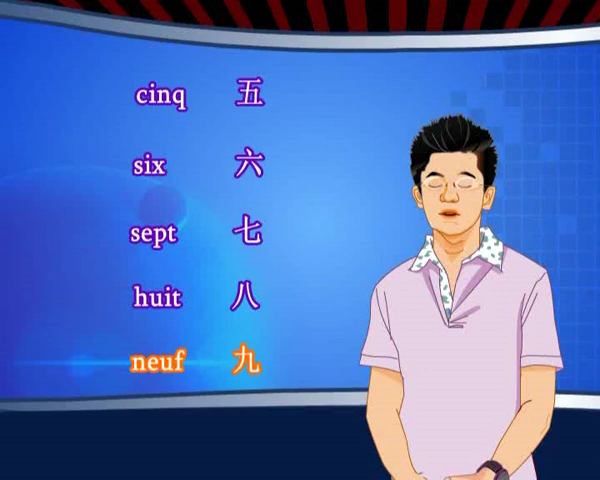 cinq 五
six 六
sept 七
huit 八
neuf 九